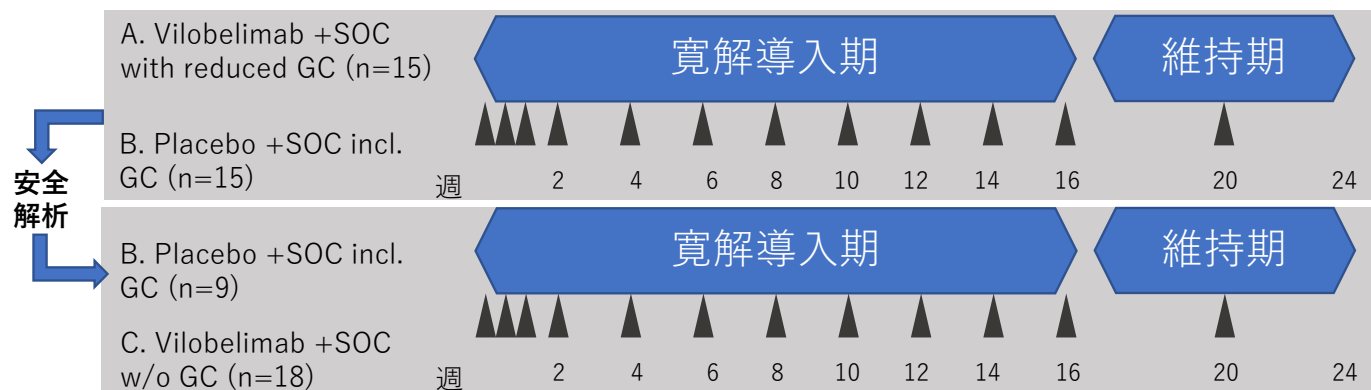 A. Vilobelimab +SOC
with reduced GC (n=15)
寛解導入期
維持期
B. Placebo +SOC incl.
GC (n=15)
週
2 4 6 8 10 12 14 16 20 24
安全
解析
B. Placebo +SOC incl.
GC (n=9)
寛解導入期
維持期
C. Vilobelimab +SOC
w/o GC (n=18)
週
2 4 6 8 10 12 14 16 20 24